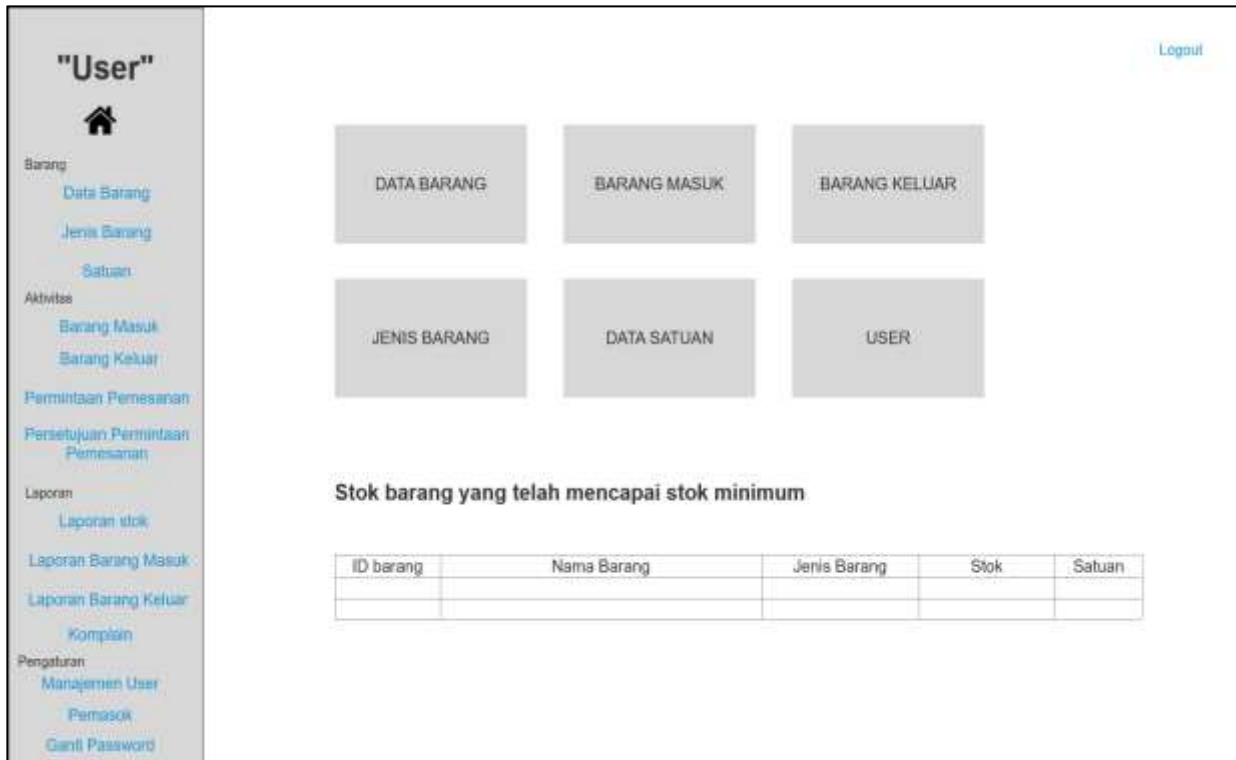 "User"
Barang
Data Barang
Jenis Barang
Satuan
Aktivitas
Barang Masuk
Barang Keluar
Permintaan Pemesanan
Persetujuan Permintaan
Pemesanan
Laporan
Laporan stok
Laporan Barang Masuk
Laporan Barang Keluar
Komplain
Pengaturan
Manajemen User
Pemasok
Ganti Password
Logout
DATA BARANG
BARANG MASUK
BARANG KELUAR
JENIS BARANG
DATA SATUAN
USER
Stok barang yang telah mencapai stok minimum
ID barang Nama Barang Jenis Barang Stok Satuan